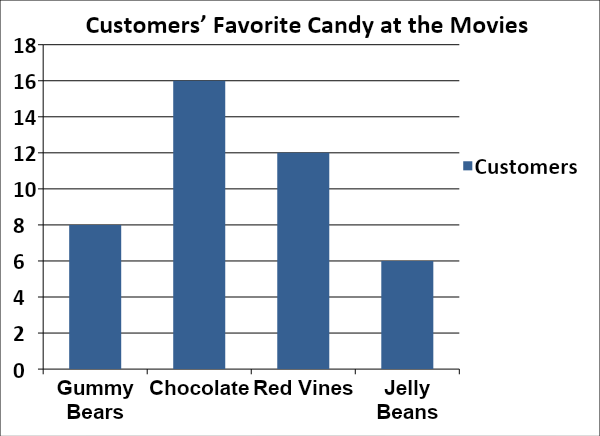 Customers’ Favorite Candy at the Movies
18
16
14
12
10
8
6
4
2
0
Customers
Gummy Bears
Chocolate
Red Vines
Jelly Beans